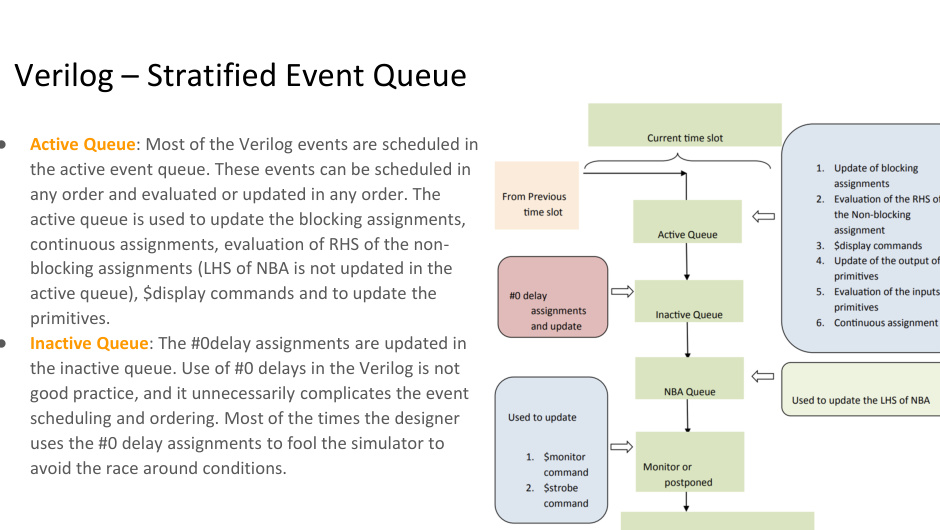 Verilog – Stratified Event Queue
● Active Queue: Most of the Verilog events are scheduled in
the active event queue. These events can be scheduled in
any order and evaluated or updated in any order. The
active queue is used to update the blocking assignments,
continuous assignments, evaluation of RHS of the non-
blocking assignments (LHS of NBA is not updated in the
active queue), $display commands and to update the
primitives.
● Inactive Queue: The #0delay assignments are updated in
the inactive queue. Use of #0 delays in the Verilog is not
good practice, and it unnecessarily complicates the event
scheduling and ordering. Most of the times the designer
uses the #0 delay assignments to fool the simulator to
avoid the race around conditions.
Current time slot
From Previous
time slot
Active Queue
1. Update of blocking
assignments
2. Evaluation of the RHS of
the Non-blocking
assignment
3. $display commands
4. Update of the output of
primitives
5. Evaluation of the inputs
primitives
6. Continuous assignment
#0 delay
assignments
and update
Inactive Queue
NBA Queue
Used to update the LHS of NBA
Used to update
1. $monitor
command
2. $strobe
command
Monitor or
postponed